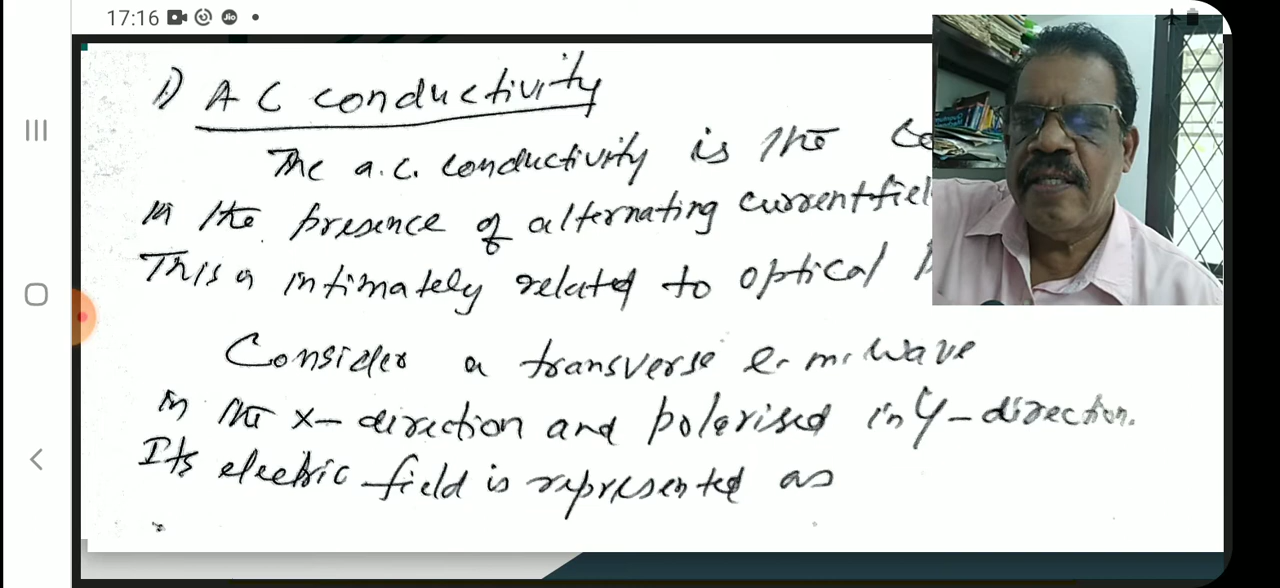 17:16
Jio
1) A C conductivity
The a.c. conductivity is the
in the presence of alternating current
This is intimately related to optical
Consider a transverse e.m. wave
in the x-direction and polarised in Y-direction.
Its electric field is represented as